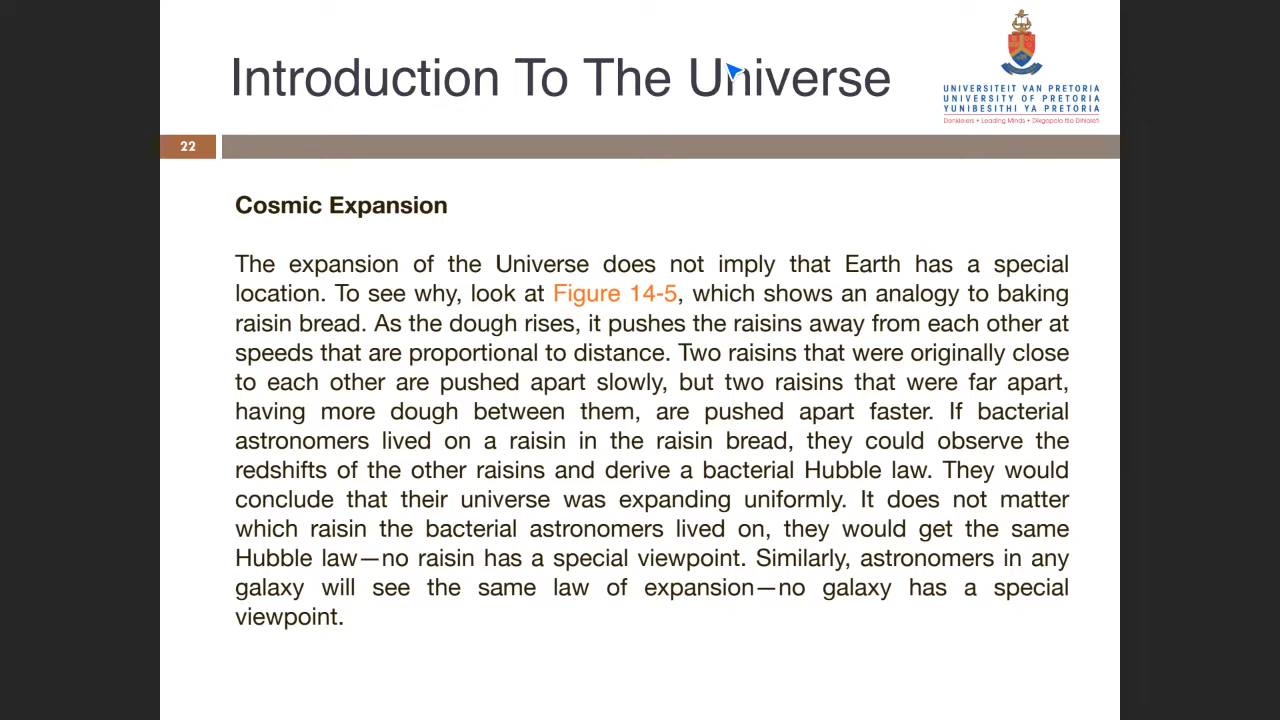 Introduction To The Universe
UNIVERSITEIT VAN PRETORIA
UNIVERSITY OF PRETORIA
YUNIBESITHI YA PRETORIA
Denkleiers • Leading Minds • Dikgopolo tša Dihlalefi
22
Cosmic Expansion
The expansion of the Universe does not imply that Earth has a special
location. To see why, look at Figure 14-5, which shows an analogy to baking
raisin bread. As the dough rises, it pushes the raisins away from each other at
speeds that are proportional to distance. Two raisins that were originally close
to each other are pushed apart slowly, but two raisins that were far apart,
having more dough between them, are pushed apart faster. If bacterial
astronomers lived on a raisin in the raisin bread, they could observe the
redshifts of the other raisins and derive a bacterial Hubble law. They would
conclude that their universe was expanding uniformly. It does not matter
which raisin the bacterial astronomers lived on, they would get the same
Hubble law—no raisin has a special viewpoint. Similarly, astronomers in any
galaxy will see the same law of expansion—no galaxy has a special
viewpoint.